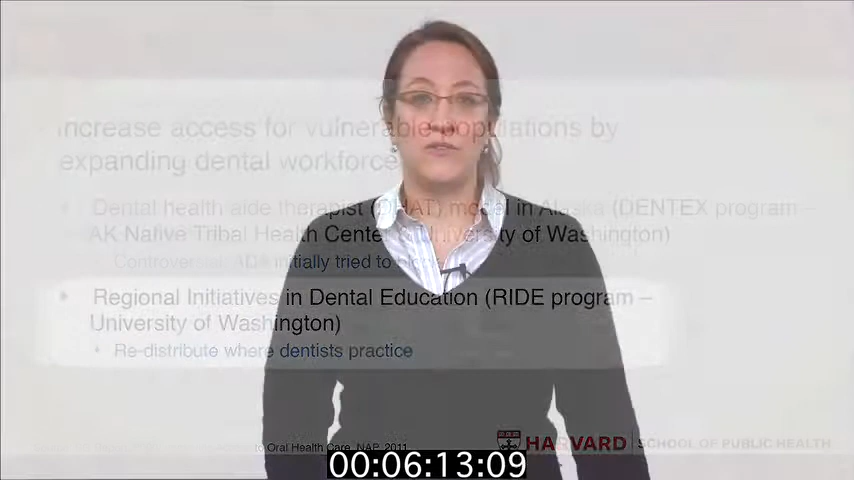 increase access for vulnerable populations by
expanding dental workforce
• Dental health aide therapist (DHAT) model in Alaska (DENTEX program –
AK Native Tribal Health Center & University of Washington)
Controversial: ADA initially tried to block
• Regional Initiatives in Dental Education (RIDE program –
University of Washington)
• Re-distribute where dentists practice
to Oral Health Care, NAP, 2011
HARVARD SCHOOL OF PUBLIC HEALTH
00:06:13:09